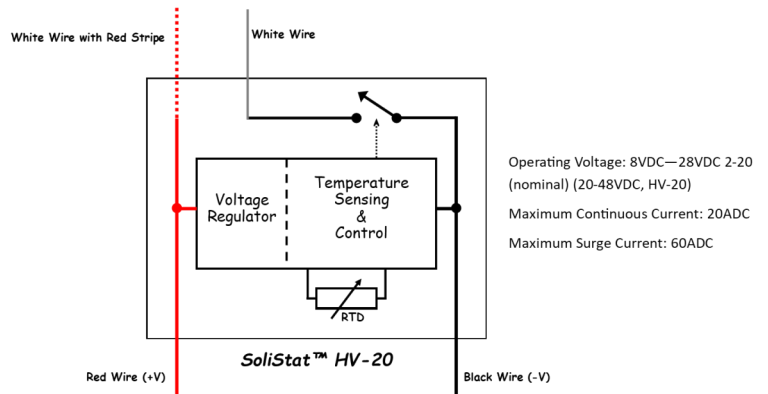 White Wire with Red Stripe
White Wire
Voltage
Regulator
Temperature
Sensing
&
Control
RTD
SoliStat™ HV-20
Red Wire (+V)
Black Wire (-V)
Operating Voltage: 8VDC—28VDC 2-20
(nominal) (20-48VDC, HV-20)
Maximum Continuous Current: 20ADC
Maximum Surge Current: 60ADC